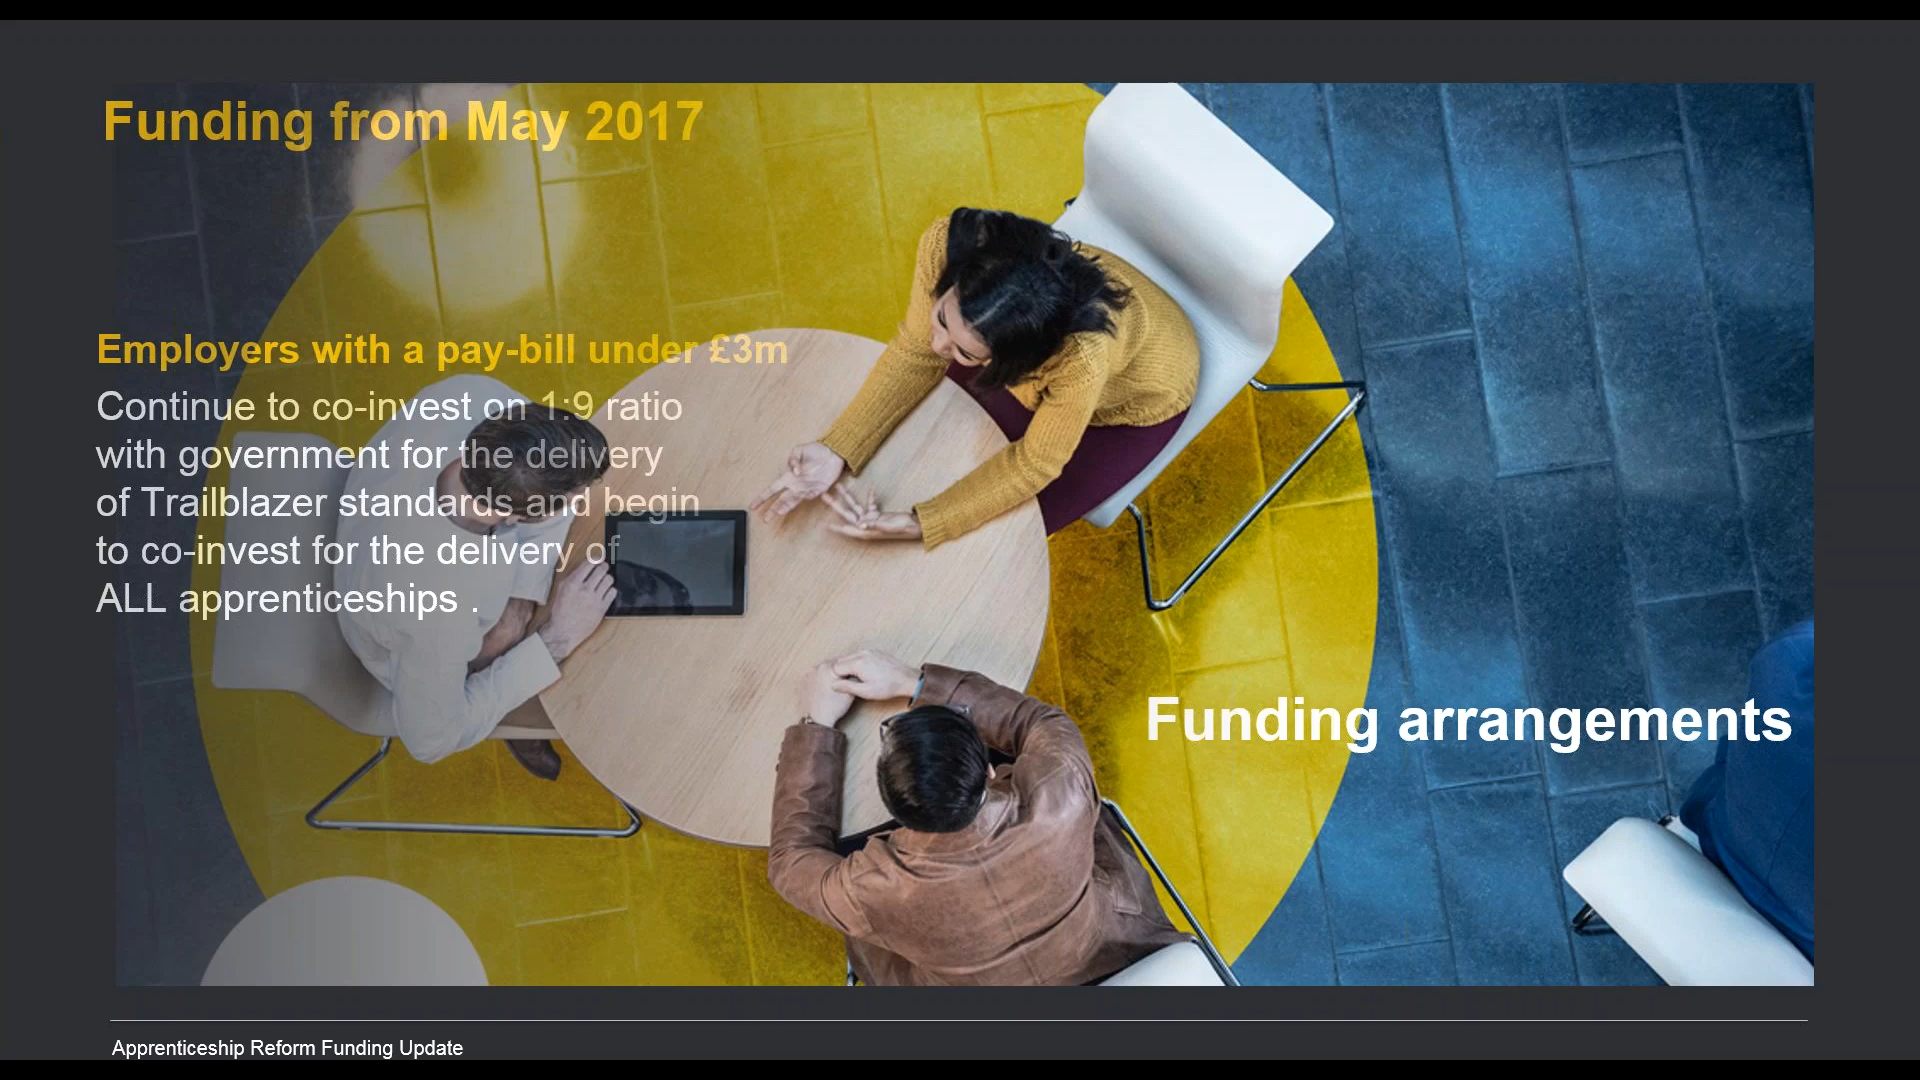 Funding from May 2017
Employers with a pay-bill under £3m
Continue to co-invest on 1:9 ratio
with government for the delivery
of Trailblazer standards and begin
to co-invest for the delivery of
ALL apprenticeships .
Funding arrangements
Apprenticeship Reform Funding Update